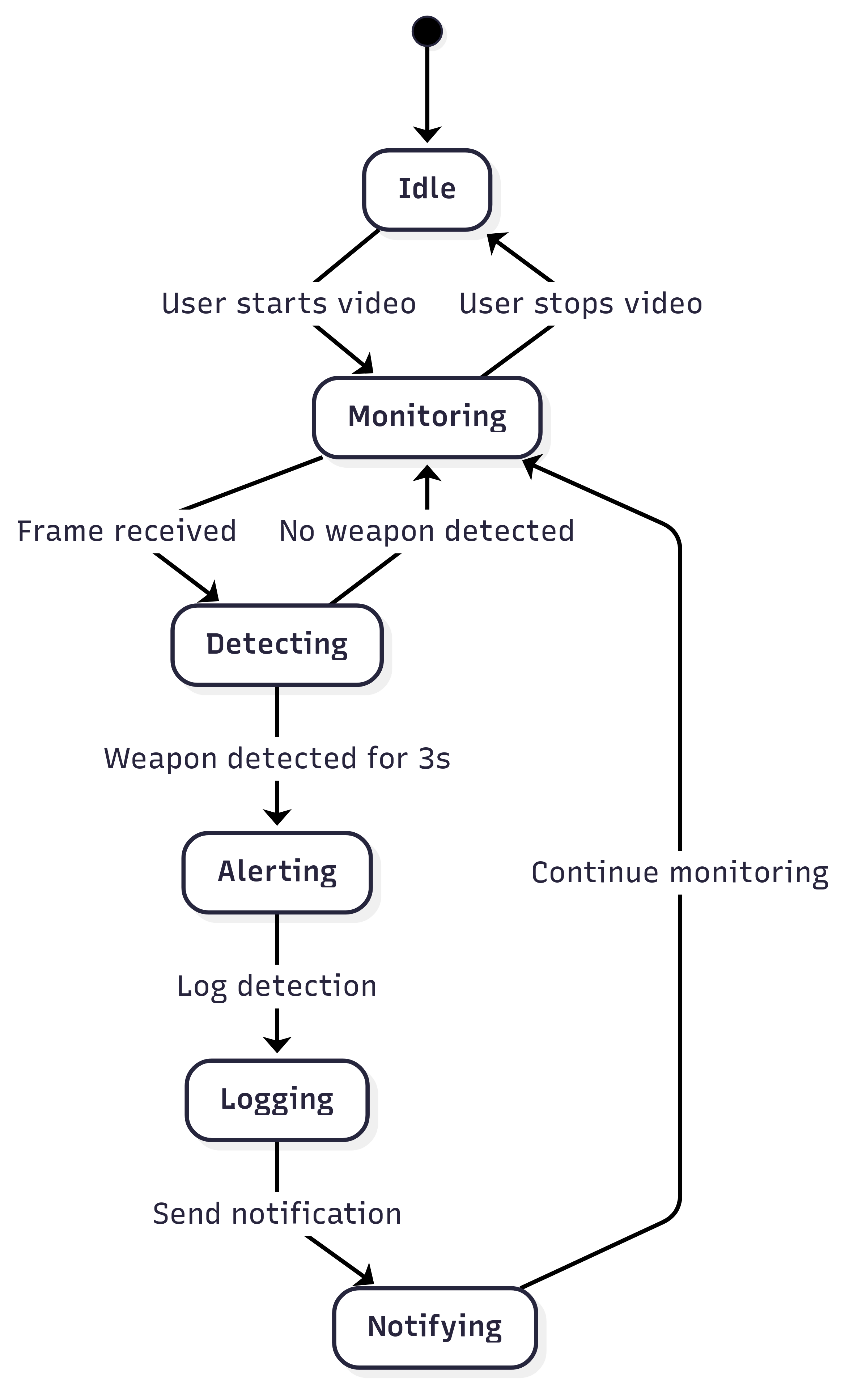 Idle
User starts video
User stops video
Monitoring
Frame received
No weapon detected
Detecting
Weapon detected for 3s
Alerting
Continue monitoring
Log detection
Logging
Send notification
Notifying